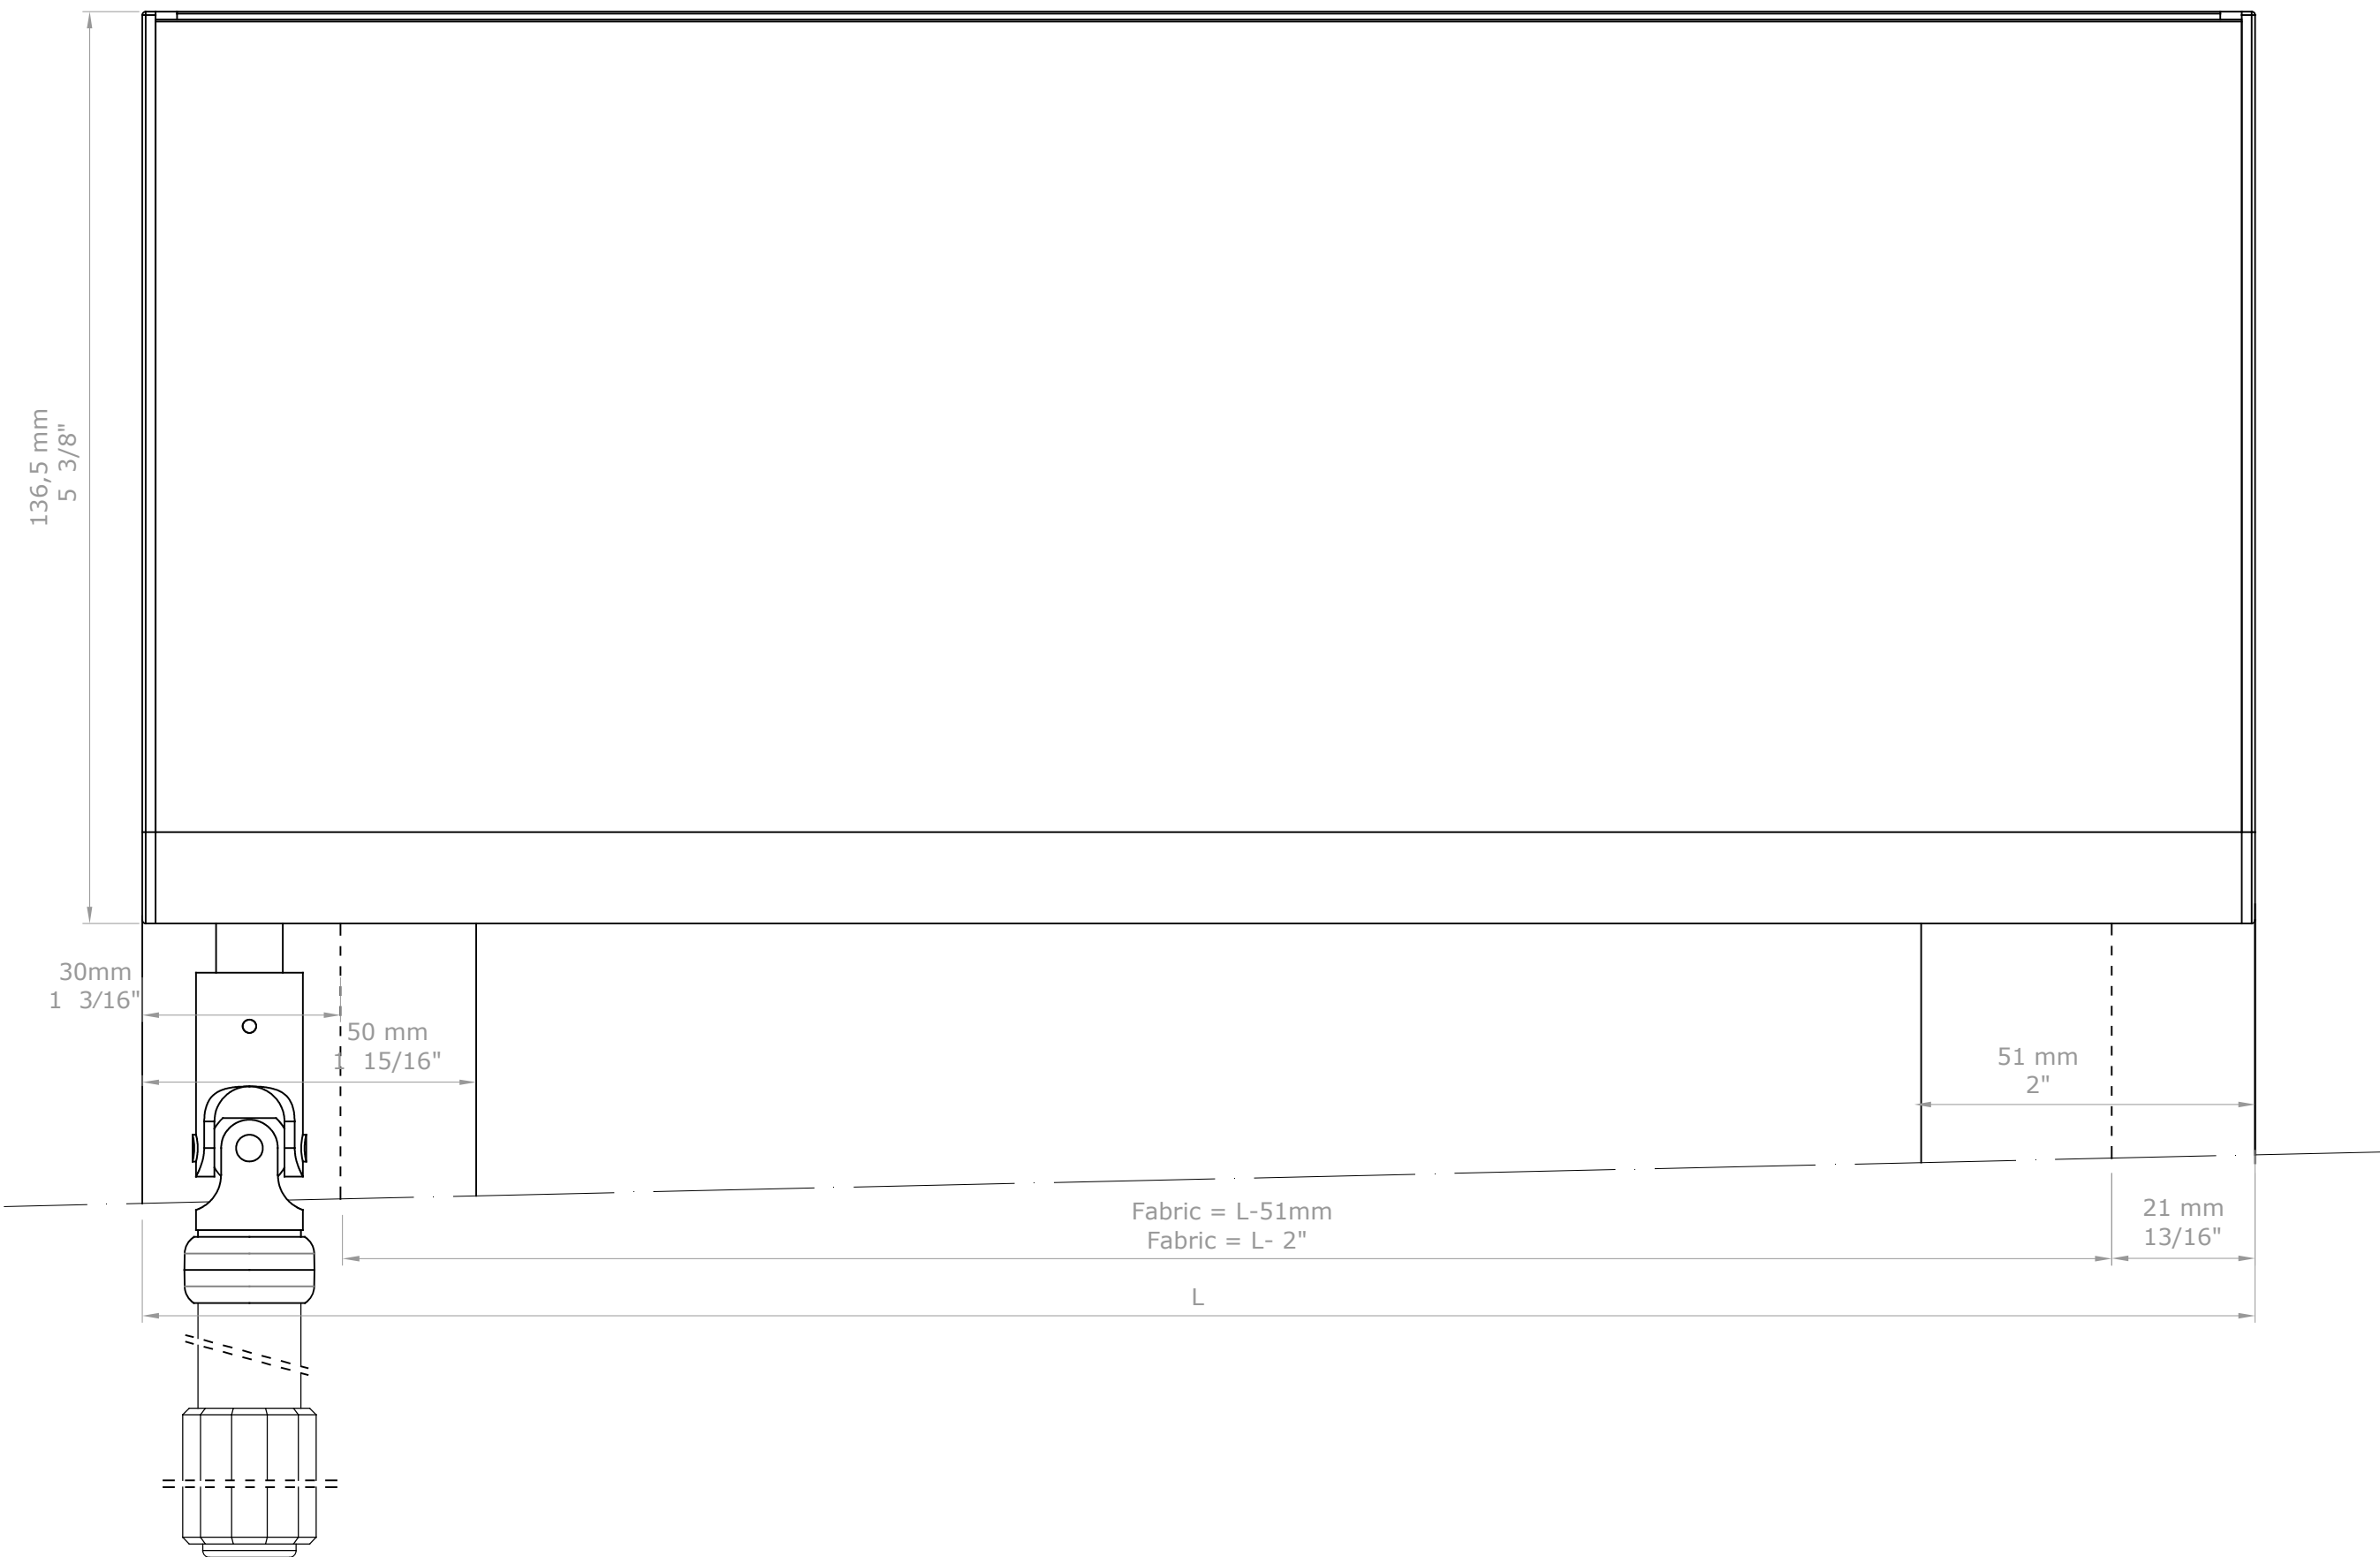 136,5 mm
5 3/8"
30mm
1 3/16"
50 mm
1 15/16"
51 mm
2"
Fabric = L-51mm
Fabric = L- 2"
21 mm
13/16"
L